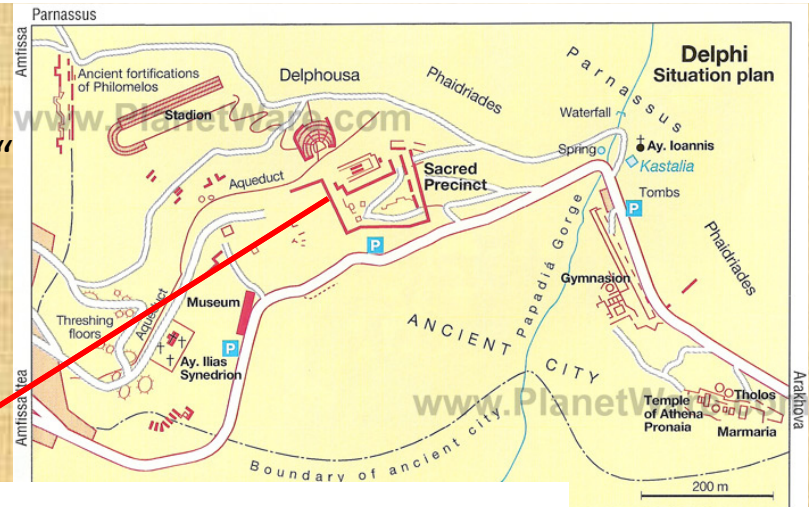 Parnassus
Amfissa
Ancient fortifications
of Philomelos
Delphousa
Phaidriades
Parnassus
Delphi
Situation plan
www.PlanetWare.com
“
Stadion
Waterfall
Spring
Ay. Ioannis
Kastalia
Aqueduct
Sacred
Precinct
Tombs
P
P
Phaidriades
Papadiá Gorge
Gymnasion
Museum
Aqueduct
Threshing
floors
P
Ay. Ilias
Synedrion
ANCIENT CITY
www.PlanetWare.com
Temple
of Athena
Pronaia
Tholos
Marmaria
Arakhova
Boundary of ancient city
200 m